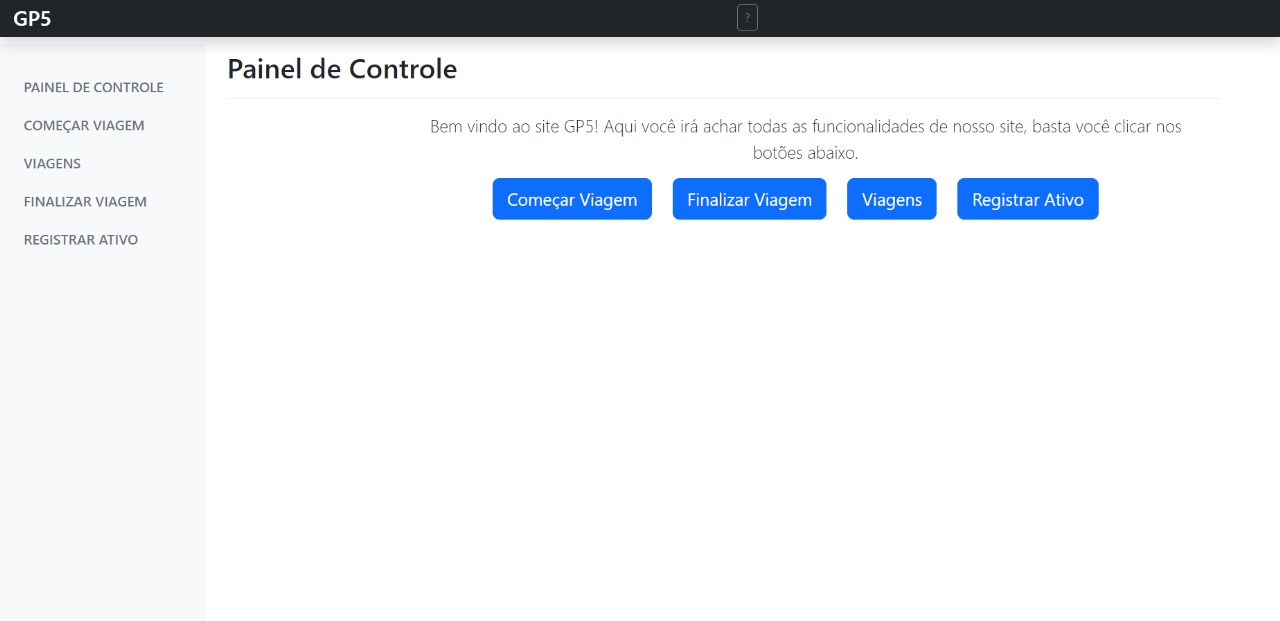 GP5
?
PAINEL DE CONTROLE
COMEÇAR VIAGEM
VIAGENS
FINALIZAR VIAGEM
REGISTRAR ATIVO
Painel de Controle
Bem vindo ao site GP5! Aqui você irá achar todas as funcionalidades de nosso site, basta você clicar nos
botões abaixo.
Começar Viagem
Finalizar Viagem
Viagens
Registrar Ativo